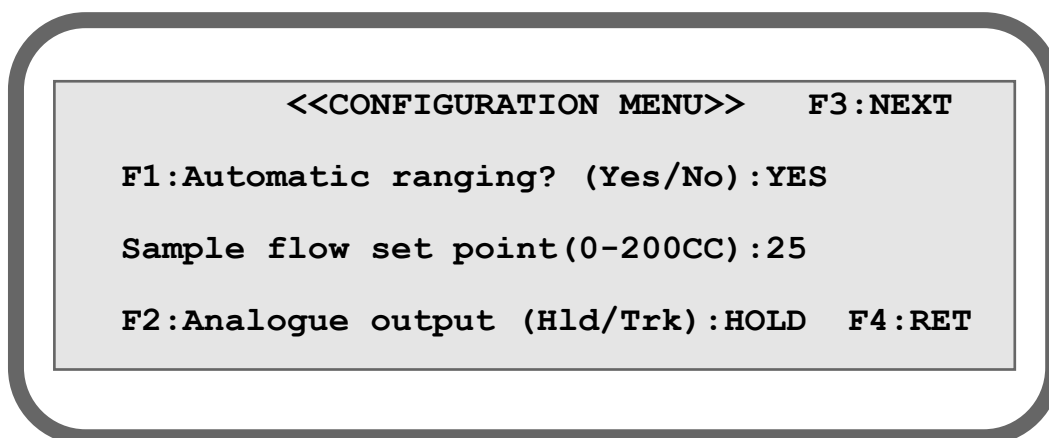 <<CONFIGURATION MENU>> F3:NEXT
F1:Automatic ranging? (Yes/No):YES
Sample flow set point(0-200CC):25
F2:Analogue output (Hld/Trk):HOLD F4:RET